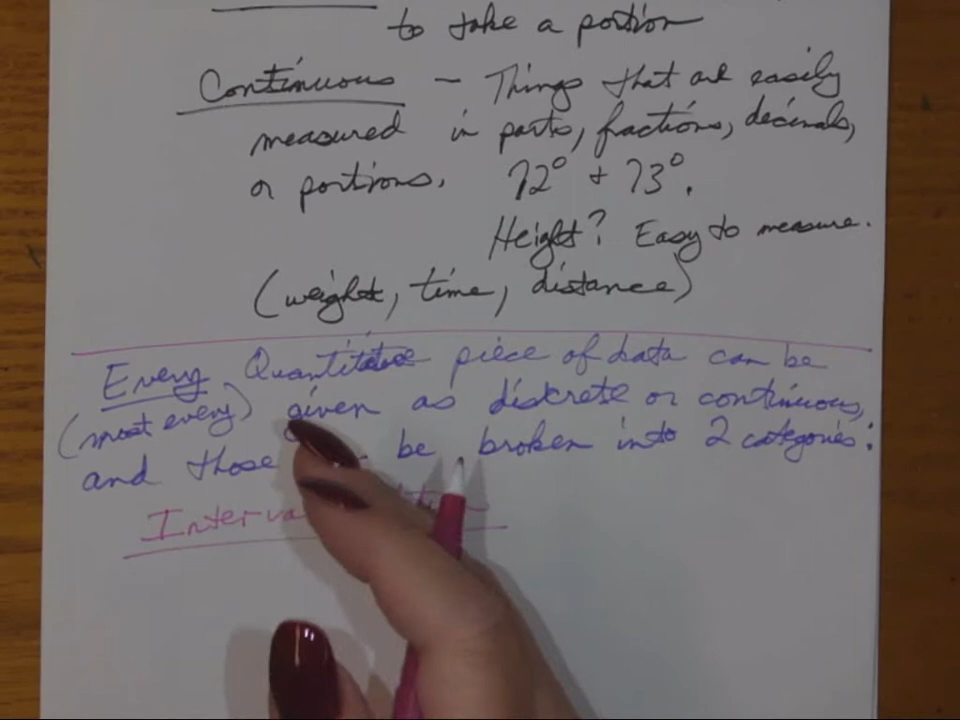 to take a portion
Continuous - Things that are easily
measured in parts, fractions, decimals,
or portions. 72° + 73°.
Height? Easy to measure.
(weight, time, distance)
Every Quantitative piece of data can be
(most every) given as discrete or continuous,
and those be broken into 2 categories: